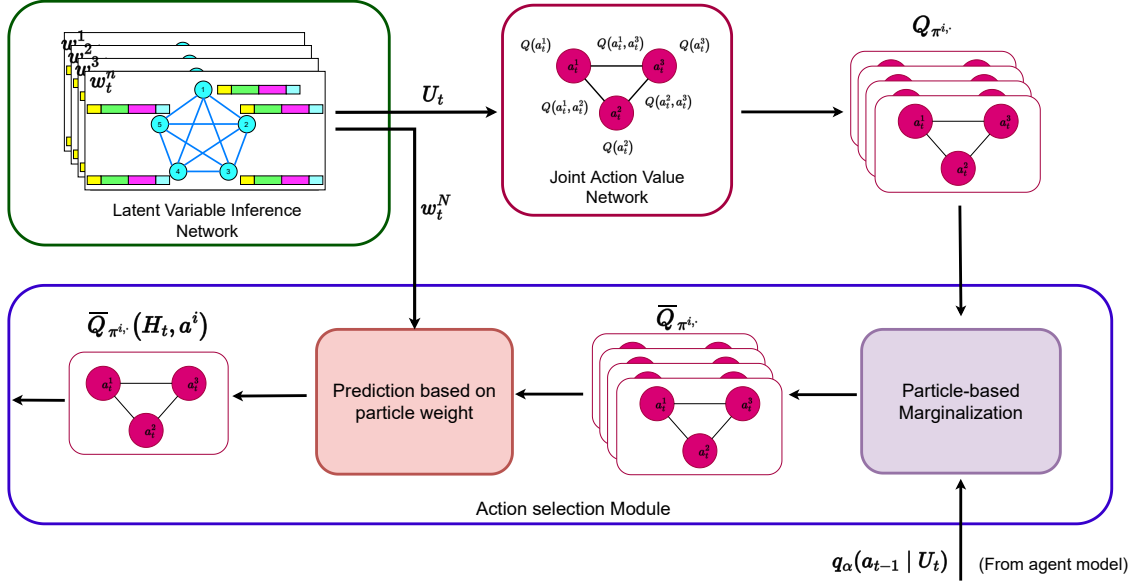 w^1
w^2
w^3
w_t^n
1
5
2
4
3
Latent Variable Inference
Network
U_t
w_t^N
Q(a_t^1)
Q(a_t^1, a_t^3)
Q(a_t^3)
a_t^1
a_t^3
Q(a_t^1, a_t^2)
a_t^2
Q(a_t^2, a_t^3)
Q(a_t^2)
Joint Action Value
Network
Q_{π^{i,·}}
a_t^1
a_t^3
a_t^2
\overline{Q}_{π^{i,·}}(H_t, a^i)
a_t^1
a_t^3
a_t^2
Prediction based on
particle weight
\overline{Q}_{π^{i,·}}
a_t^1
a_t^3
a_t^2
Particle-based
Marginalization
Action selection Module
q_α(a_{t−1} | U_t) (From agent model)